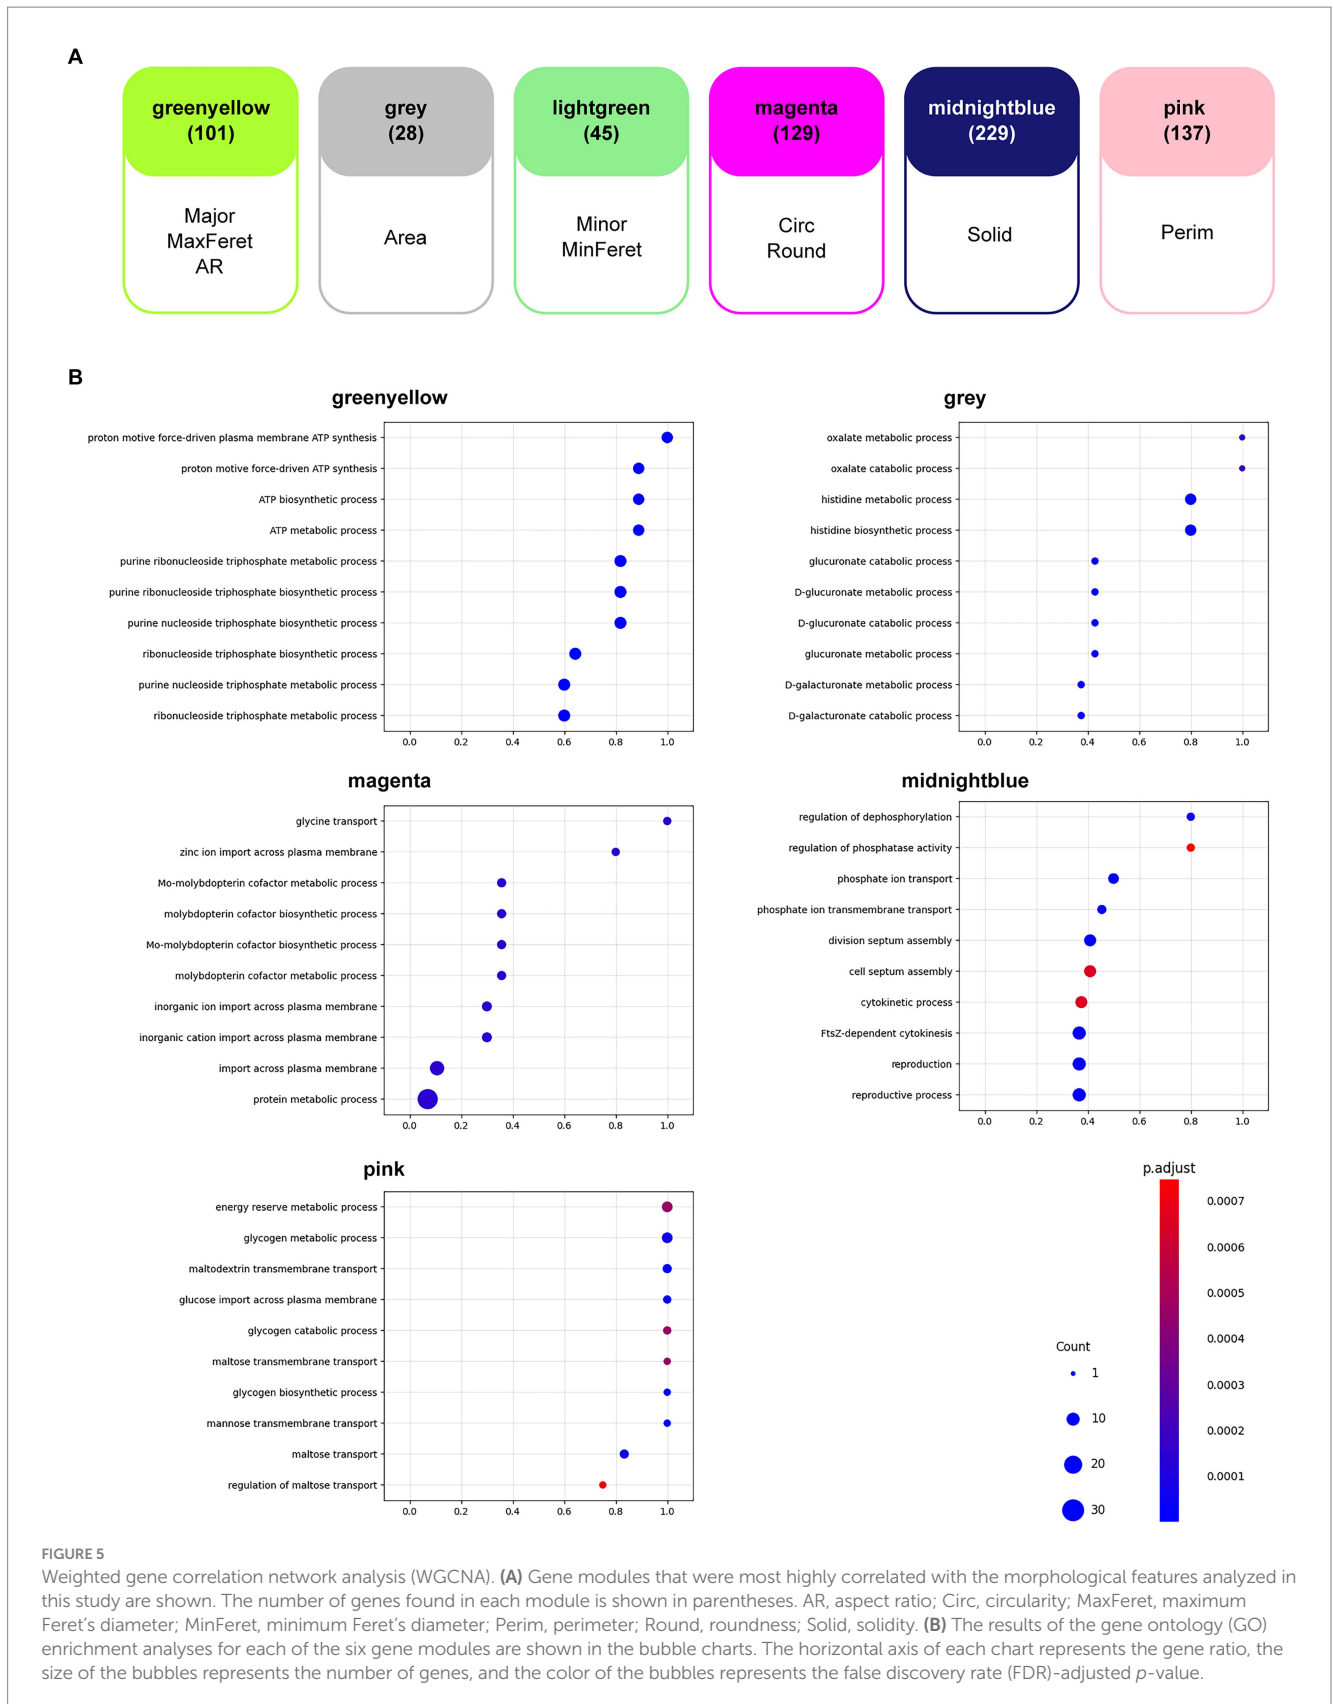 A
greenyellow
(101)
Major
MaxFeret
AR
grey
(28)
Area
lightgreen
(45)
Minor
MinFeret
magenta
(129)
Circ
Round
midnightblue
(229)
Solid
pink
(137)
Perim
B
greenyellow
proton motive force-driven plasma membrane ATP synthesis
proton motive force-driven ATP synthesis
ATP biosynthetic process
ATP metabolic process
purine ribonucleoside triphosphate metabolic process
purine ribonucleoside triphosphate biosynthetic process
purine nucleoside triphosphate biosynthetic process
ribonucleoside triphosphate biosynthetic process
purine nucleoside triphosphate metabolic process
ribonucleoside triphosphate metabolic process
0.0 0.2 0.4 0.6 0.8 1.0
grey
oxalate metabolic process
oxalate catabolic process
histidine metabolic process
histidine biosynthetic process
glucuronate catabolic process
D-glucuronate metabolic process
D-glucuronate catabolic process
glucuronate metabolic process
D-galacturonate metabolic process
D-galacturonate catabolic process
0.0 0.2 0.4 0.6 0.8 1.0
magenta
glycine transport
zinc ion import across plasma membrane
Mo-molybdopterin cofactor metabolic process
molybdopterin cofactor biosynthetic process
Mo-molybdopterin cofactor biosynthetic process
molybdopterin cofactor metabolic process
inorganic ion import across plasma membrane
inorganic cation import across plasma membrane
import across plasma membrane
protein metabolic process
0.0 0.2 0.4 0.6 0.8 1.0
midnightblue
regulation of dephosphorylation
regulation of phosphatase activity
phosphate ion transport
phosphate ion transmembrane transport
division septum assembly
cell septum assembly
cytokinetic process
FtsZ-dependent cytokinesis
reproduction
reproductive process
0.0 0.2 0.4 0.6 0.8 1.0
pink
energy reserve metabolic process
glycogen metabolic process
maltodextrin transmembrane transport
glucose import across plasma membrane
glycogen catabolic process
maltose transmembrane transport
glycogen biosynthetic process
mannose transmembrane transport
maltose transport
regulation of maltose transport
0.0 0.2 0.4 0.6 0.8 1.0
Count
1
10
20
30
p.adjust
0.0007
0.0006
0.0005
0.0004
0.0003
0.0002
0.0001
FIGURE 5
Weighted gene correlation network analysis (WGCNA). (A) Gene modules that were most highly correlated with the morphological features analyzed in
this study are shown. The number of genes found in each module is shown in parentheses. AR, aspect ratio; Circ, circularity; MaxFeret, maximum
Feret's diameter; MinFeret, minimum Feret's diameter; Perim, perimeter; Round, roundness; Solid, solidity. (B) The results of the gene ontology (GO)
enrichment analyses for each of the six gene modules are shown in the bubble charts. The horizontal axis of each chart represents the gene ratio, the
size of the bubbles represents the number of genes, and the color of the bubbles represents the false discovery rate (FDR)-adjusted p-value.